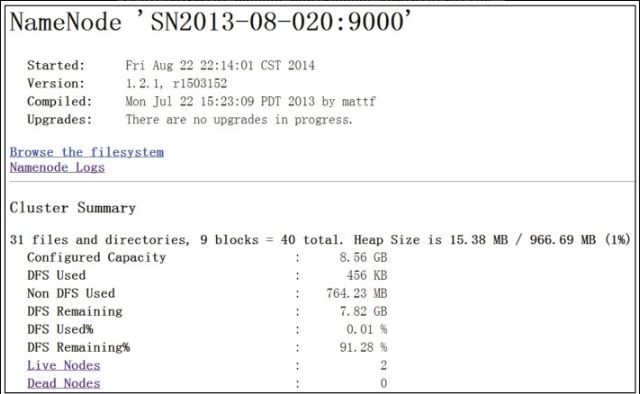 NameNode 'SN2013-08-020:9000'
Started: Fri Aug 22 22:14:01 CST 2014
Version: 1.2.1, r1503152
Compiled: Mon Jul 22 15:23:09 PDT 2013 by mattf
Upgrades: There are no upgrades in progress.
Browse the filesystem
Namenode Logs
Cluster Summary
31 files and directories, 9 blocks = 40 total. Heap Size is 15.38 MB / 966.69 MB (1%)
Configured Capacity : 8.56 GB
DFS Used : 456 KB
Non DFS Used : 764.23 MB
DFS Remaining : 7.82 GB
DFS Used% : 0.01 %
DFS Remaining% : 91.28 %
Live Nodes : 2
Dead Nodes : 0